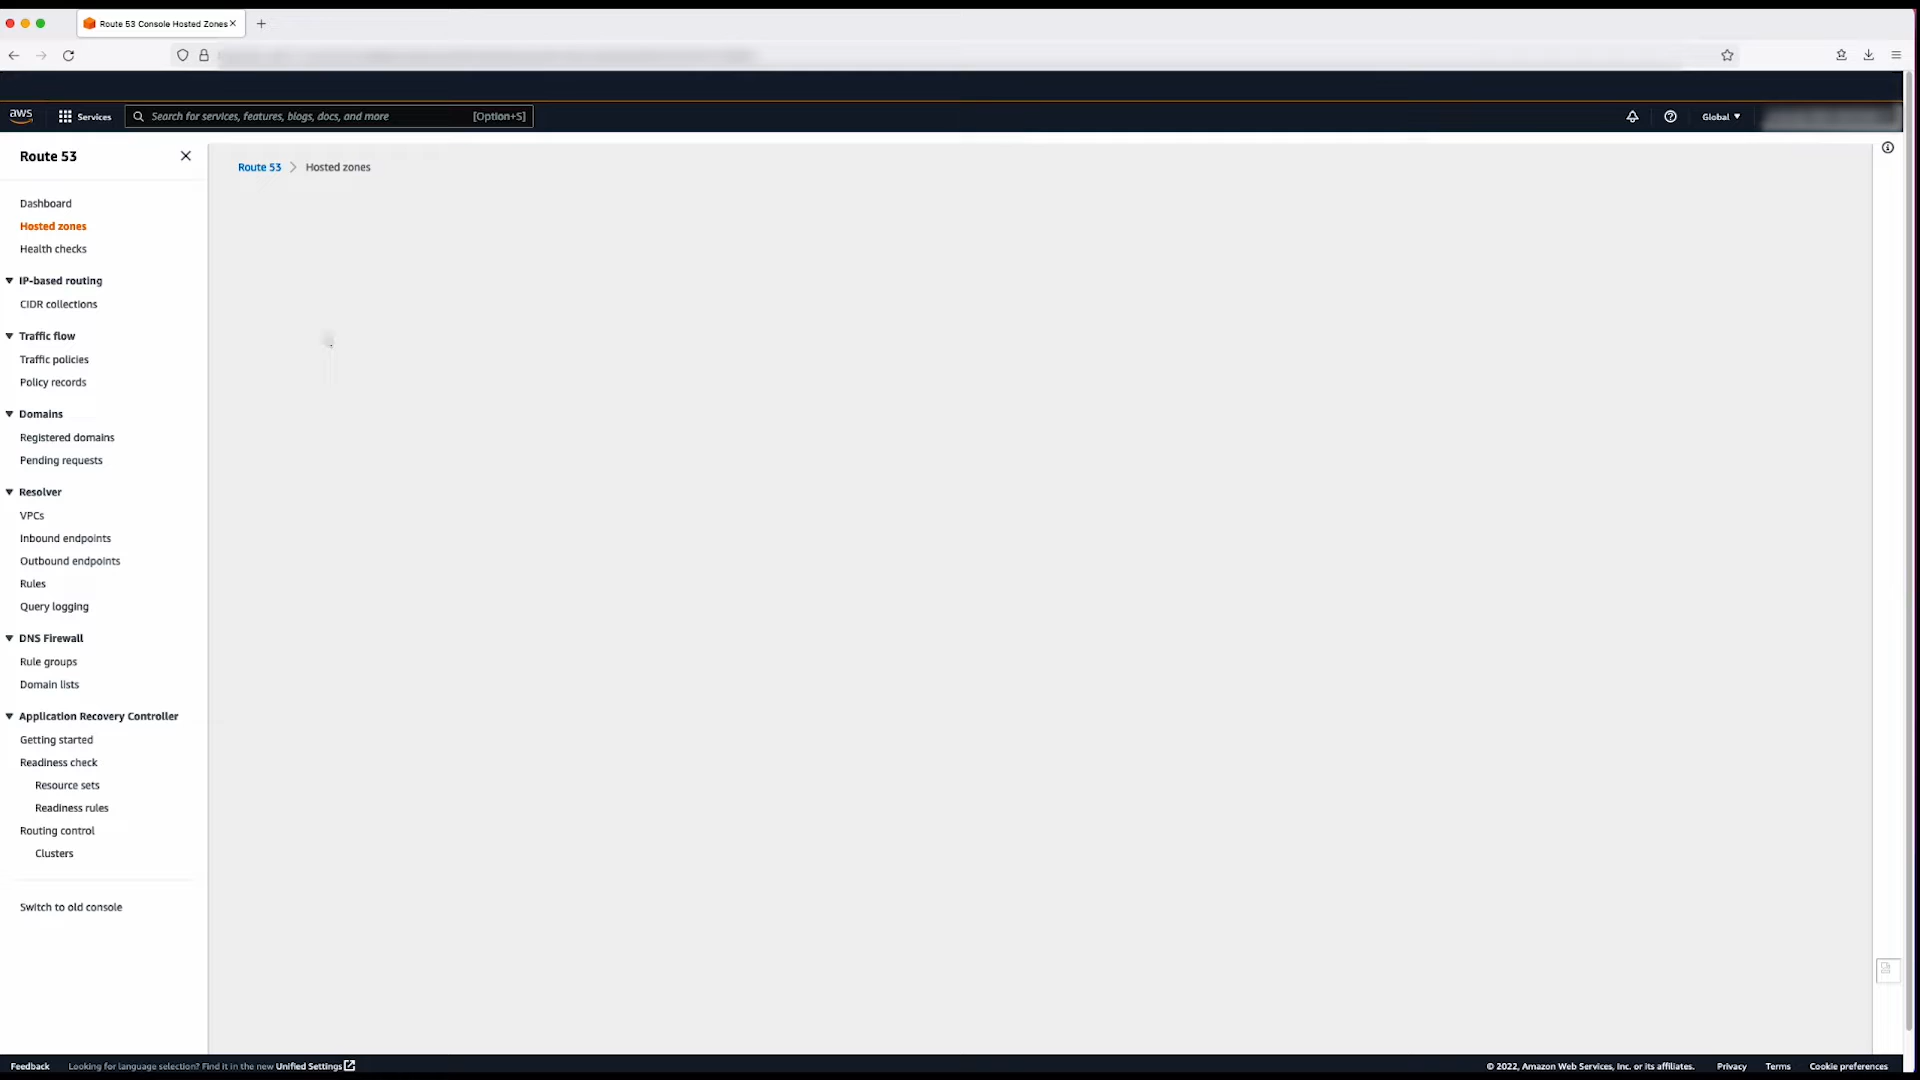 Route 53 Console Hosted Zones
aws
Services
Search for services, features, blogs, docs, and more
[Option+S]
Global
Route 53
Route 53 > Hosted zones
Dashboard
Hosted zones
Health checks
IP-based routing
CIDR collections
Traffic flow
Traffic policies
Policy records
Domains
Registered domains
Pending requests
Resolver
VPCs
Inbound endpoints
Outbound endpoints
Rules
Query logging
DNS Firewall
Rule groups
Domain lists
Application Recovery Controller
Getting started
Readiness check
Resource sets
Readiness rules
Routing control
Clusters
Switch to old console
Feedback
Looking for language selection? Find it in the new Unified Settings
© 2022, Amazon Web Services, Inc. or its affiliates.
Privacy
Terms
Cookie preferences